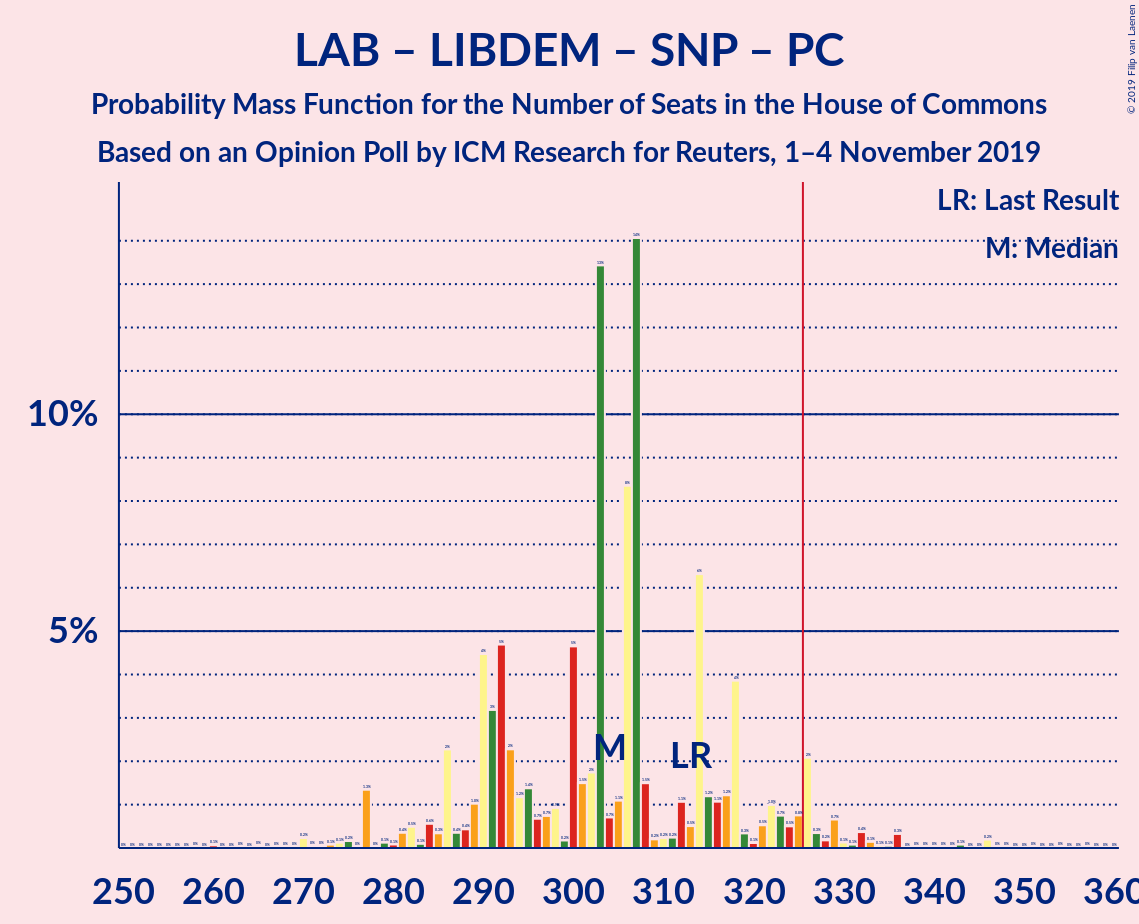 LAB – LIBDEM – SNP – PC
Probability Mass Function for the Number of Seats in the House of Commons
Based on an Opinion Poll by ICM Research for Reuters, 1–4 November 2019
© 2019 Filip van Laenen
LR: Last Result
M: Median
10%
5%
M
LR
250 260 270 280 290 300 310 320 330 340 350 360